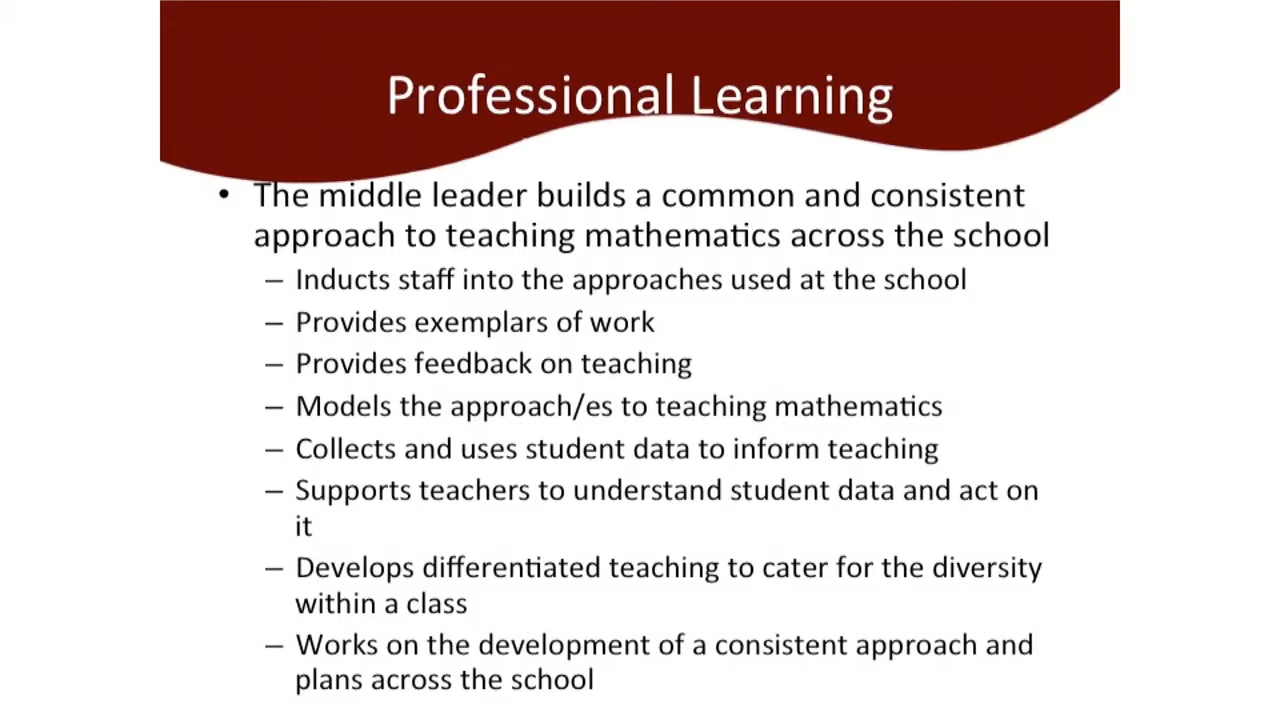 Professional Learning
• The middle leader builds a common and consistent
approach to teaching mathematics across the school
– Inducts staff into the approaches used at the school
– Provides exemplars of work
– Provides feedback on teaching
– Models the approach/es to teaching mathematics
– Collects and uses student data to inform teaching
– Supports teachers to understand student data and act on
it
– Develops differentiated teaching to cater for the diversity
within a class
– Works on the development of a consistent approach and
plans across the school